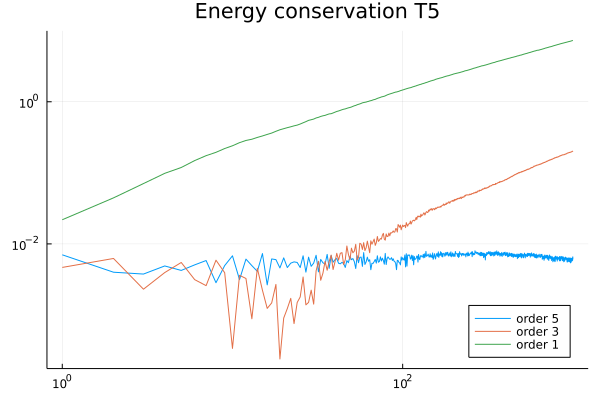 Energy conservation T5
10^0
10^-2
10^0
10^2
order 5
order 3
order 1